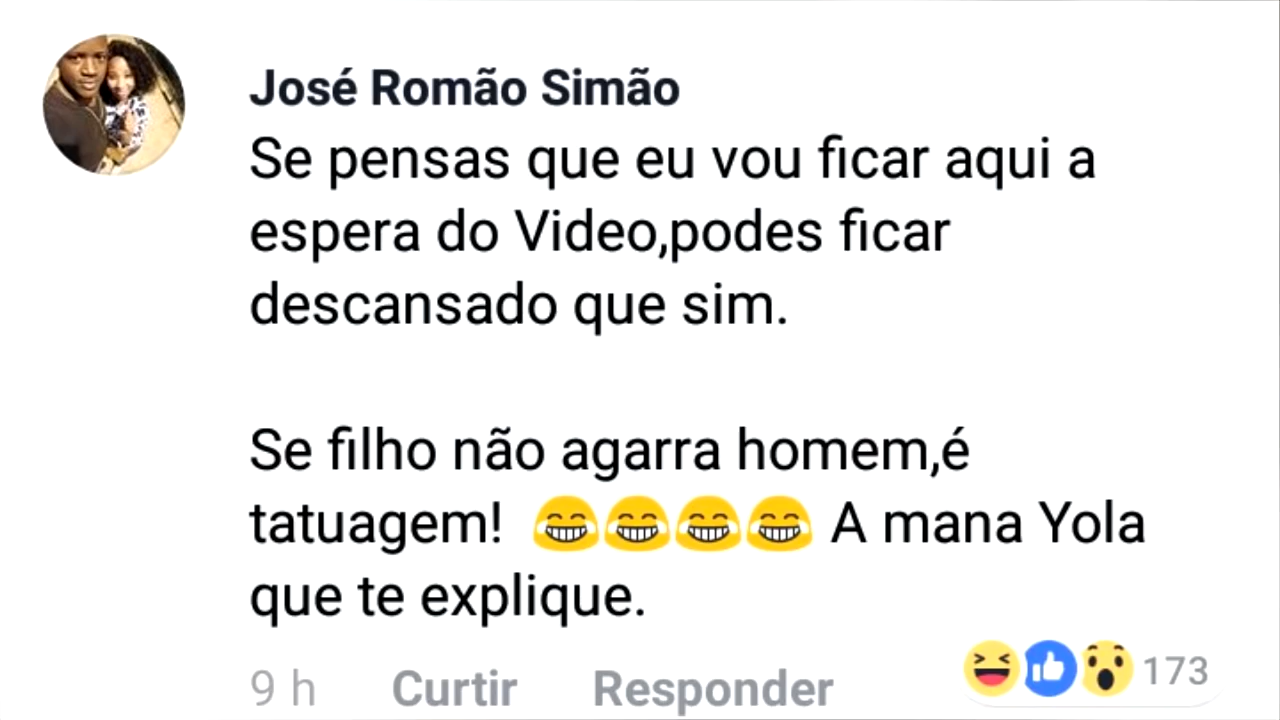 José Romão Simão
Se pensas que eu vou ficar aqui a
espera do Video,podes ficar
descansado que sim.
Se filho não agarra homem,é
tatuagem! 😂😂😂😂 A mana Yola
que te explique.
9 h Curtir Responder 173